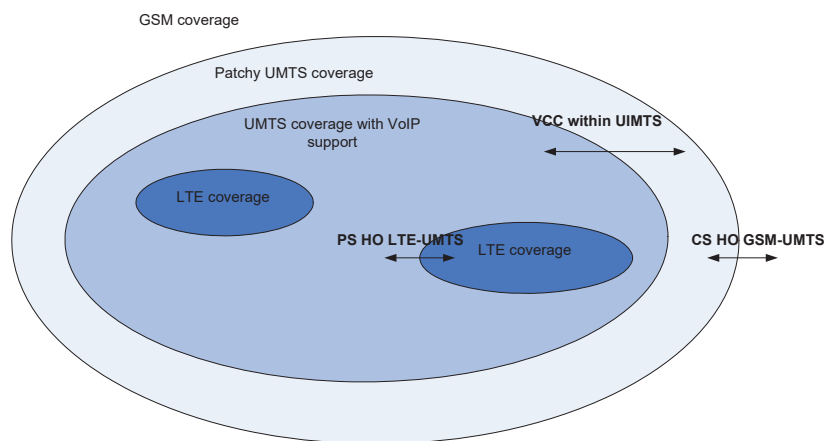 GSM coverage
Patchy UMTS coverage
UMTS coverage with VoIP
support
VCC within UIMTS
LTE coverage
PS HO LTE-UMTS
CS HO GSM-UMTS
LTE coverage